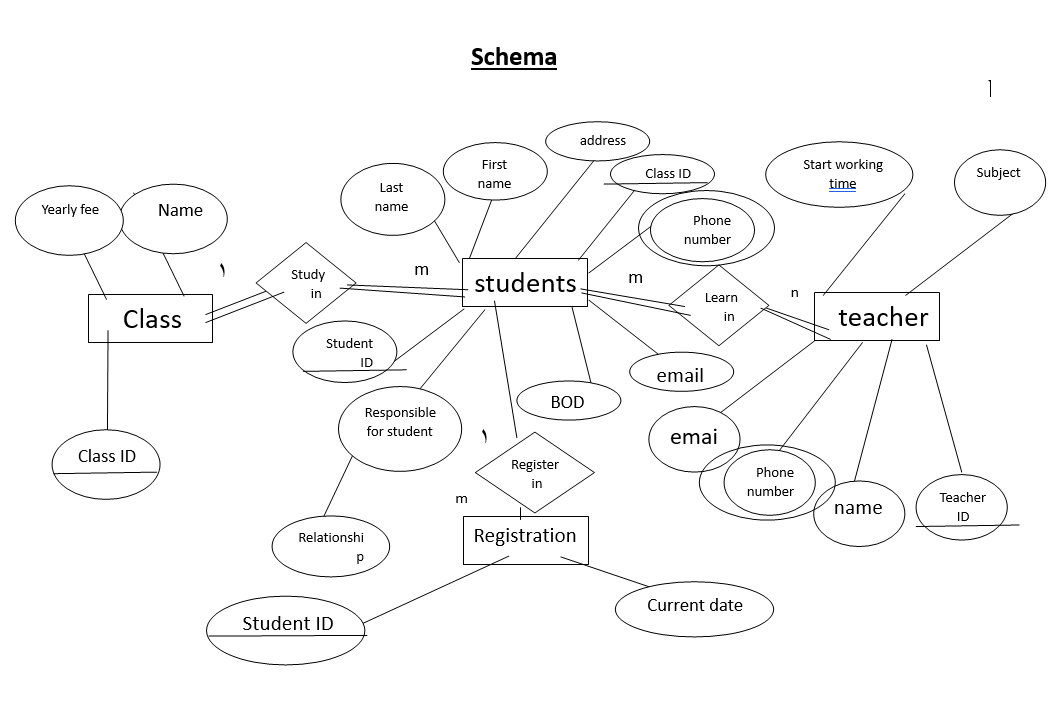 Schema
address
First
name
Class ID
Last
name
Start working
time
Subject
Yearly fee
Name
Phone
number
Study
in
m
students
m
Learn
in
n
١
Class
teacher
Student
ID
email
BOD
Responsible
for student
emai
١
Class ID
Register
in
Phone
number
name
Teacher
ID
m
Relationshi
p
Registration
Student ID
Current date